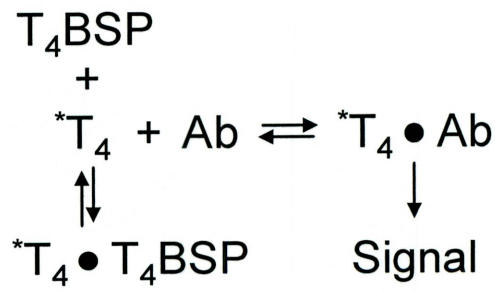 T₄BSP
+
*T₄ + Ab ⇌ *T₄ ● Ab
*T₄ ● T₄BSP Signal